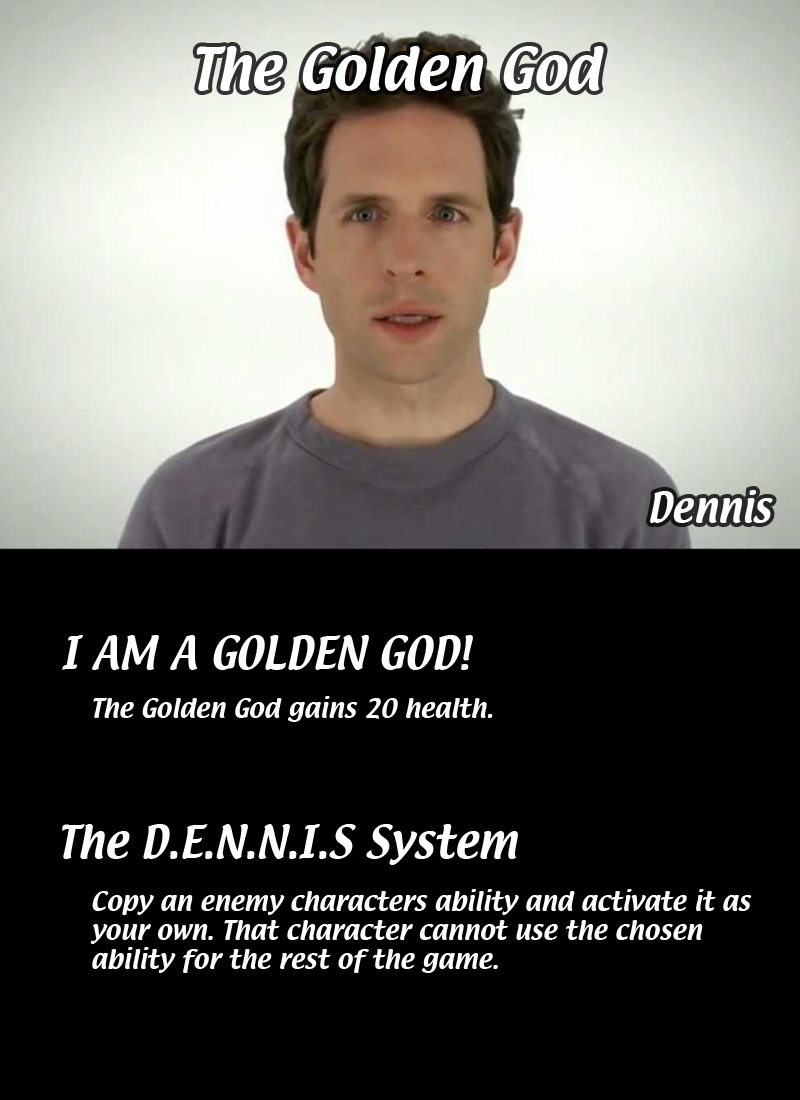 The Golden God
Dennis
I AM A GOLDEN GOD!
The Golden God gains 20 health.
The D.E.N.N.I.S System
Copy an enemy characters ability and activate it as
your own. That character cannot use the chosen
ability for the rest of the game.